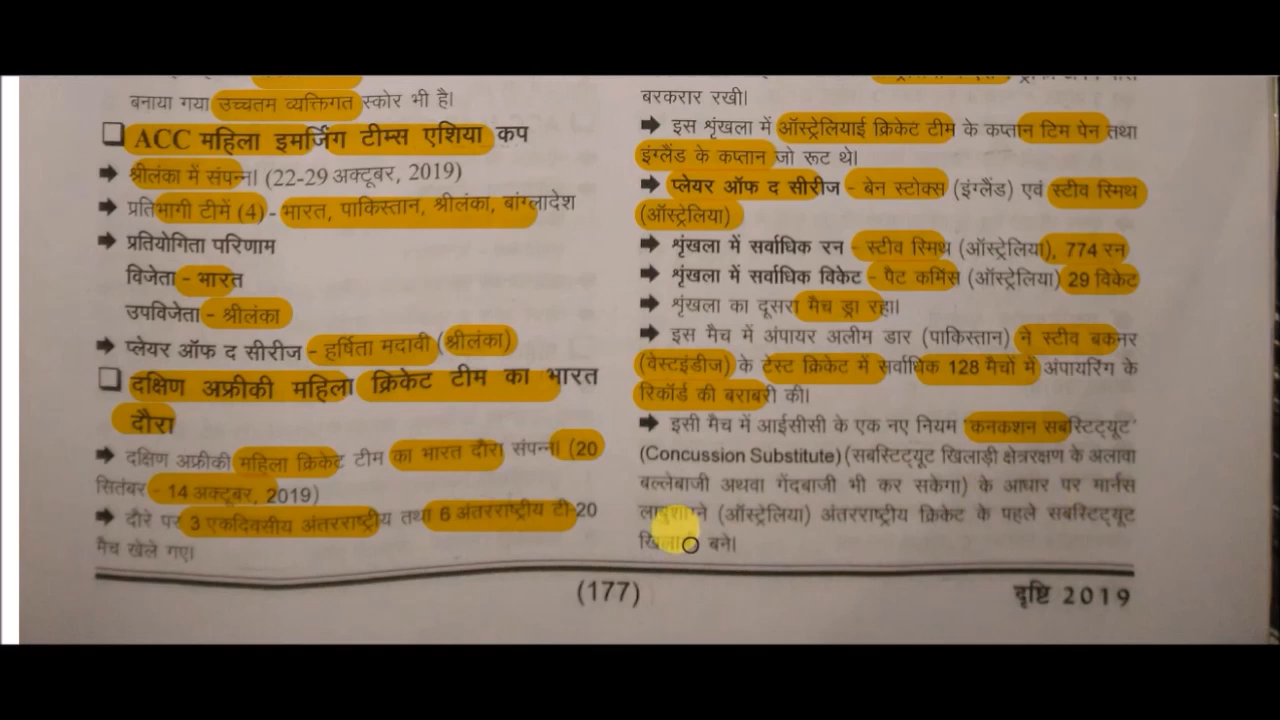 बनाया गया उच्चतम व्यक्तिगत स्कोर भी है।
❑ ACC महिला इमर्जिंग टीम्स एशिया कप
➡ श्रीलंका में संपन्न। (22-29 अक्टूबर, 2019)
➡ प्रतिभागी टीमें (4) - भारत, पाकिस्तान, श्रीलंका, बांग्लादेश
➡ प्रतियोगिता परिणाम
विजेता - भारत
उपविजेता - श्रीलंका
➡ प्लेयर ऑफ द सीरीज - हर्षिता मदावी (श्रीलंका)
❑ दक्षिण अफ्रीकी महिला क्रिकेट टीम का भारत
दौरा
➡ दक्षिण अफ्रीकी महिला क्रिकेट टीम का भारत दौरा संपन्न। (20
सितंबर - 14 अक्टूबर, 2019)
➡ दौरे पर 3 एकदिवसीय अंतरराष्ट्रीय तथा 6 अंतरराष्ट्रीय टी-20
मैच खेले गए।
बरकरार रखी।
➡ इस शृंखला में ऑस्ट्रेलियाई क्रिकेट टीम के कप्तान टिम पेन तथा
इंग्लैंड के कप्तान जो रूट थे।
➡ प्लेयर ऑफ द सीरीज - बेन स्टोक्स (इंग्लैंड) एवं स्टीव स्मिथ
(ऑस्ट्रेलिया)
➡ शृंखला में सर्वाधिक रन - स्टीव स्मिथ (ऑस्ट्रेलिया), 774 रन
➡ शृंखला में सर्वाधिक विकेट - पैट कमिंस (ऑस्ट्रेलिया) 29 विकेट
➡ शृंखला का दूसरा मैच ड्रा रहा।
➡ इस मैच में अंपायर अलीम डार (पाकिस्तान) ने स्टीव बकनर
(वेस्टइंडीज) के टेस्ट क्रिकेट में सर्वाधिक 128 मैचों में अंपायरिंग के
रिकॉर्ड की बराबरी की।
➡ इसी मैच में आईसीसी के एक नए नियम 'कनकशन सबस्टिट्यूट'
(Concussion Substitute) (सबस्टिट्यूट खिलाड़ी क्षेत्ररक्षण के अलावा
बल्लेबाजी अथवा गेंदबाजी भी कर सकेगा) के आधार पर मार्नस
(ऑस्ट्रेलिया) अंतरराष्ट्रीय क्रिकेट के पहले सबस्टिट्यूट
बने।
(177)
दृष्टि 2019